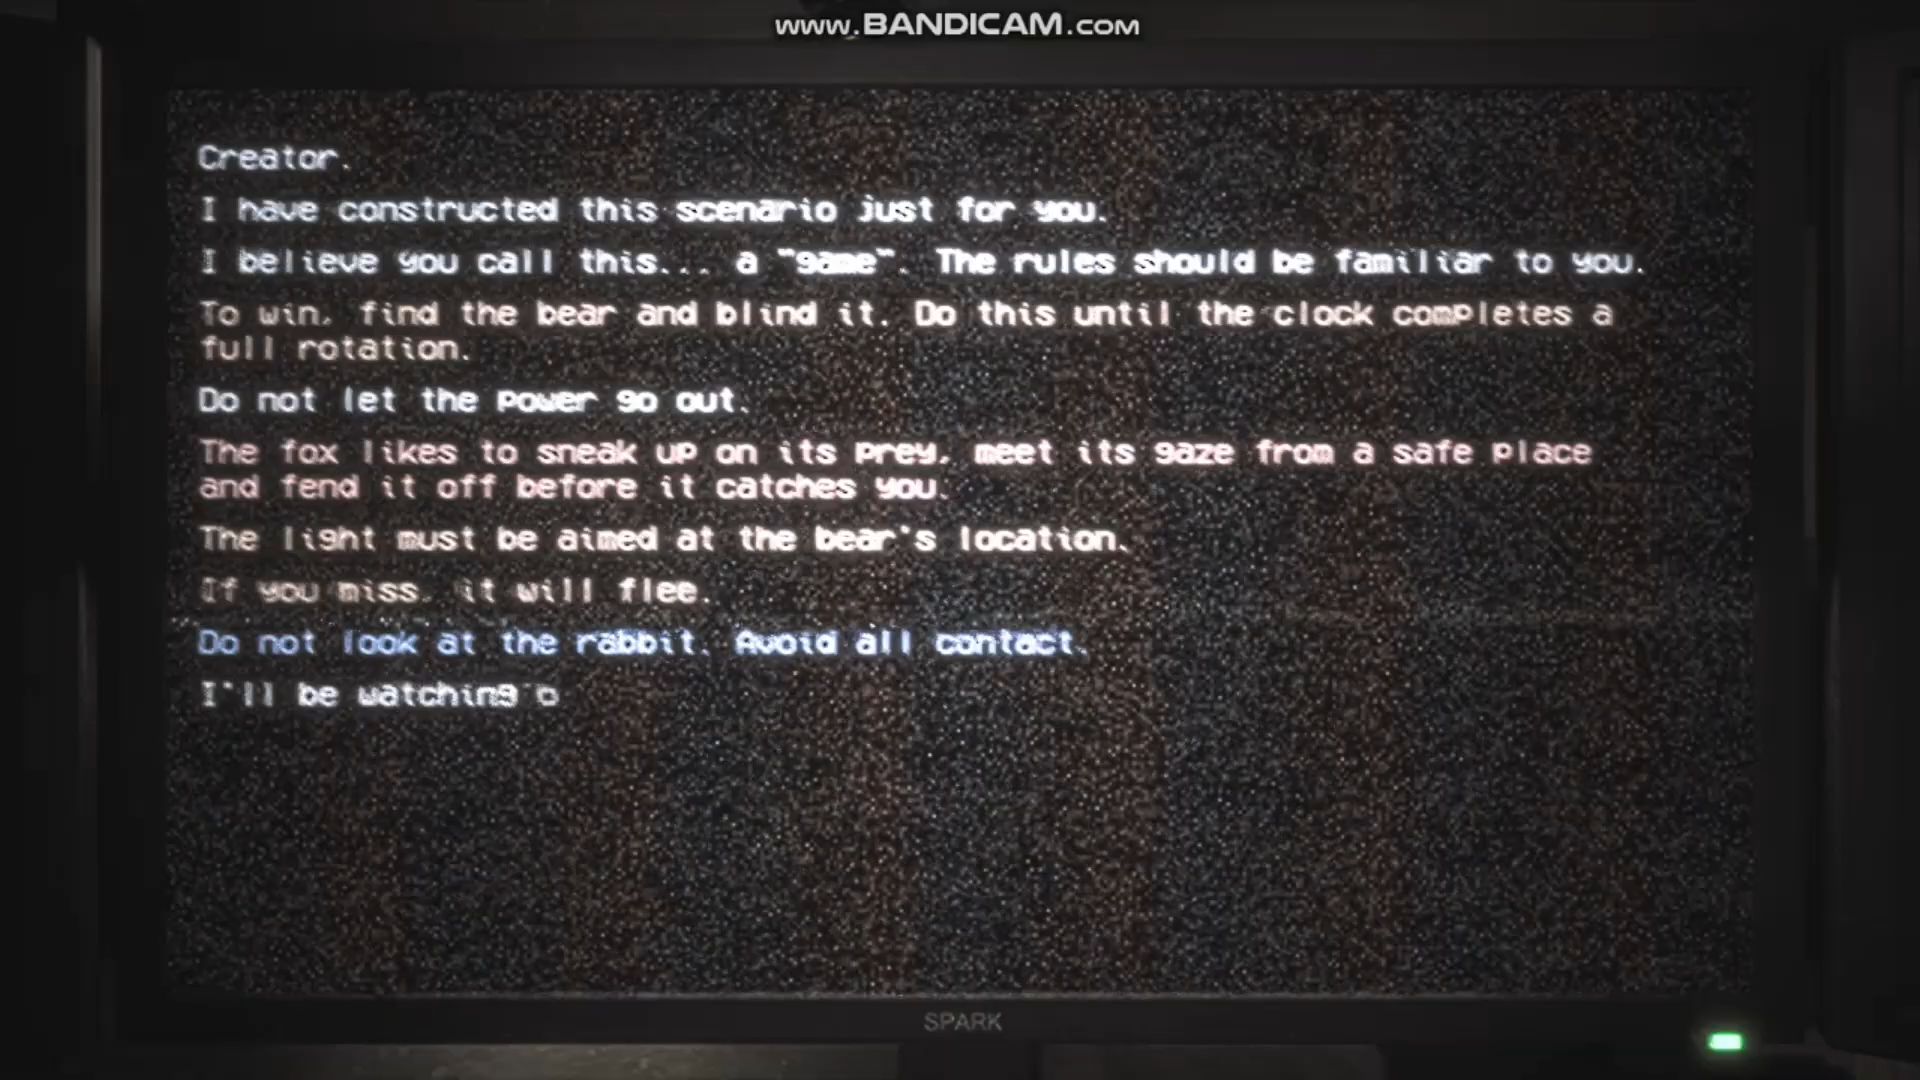 www.BANDICAM.com
Creator.
I have constructed this scenario just for you.
I believe you call this... a "game". The rules should be familiar to you.
To win, find the bear and blind it. Do this until the clock completes a
full rotation.
Do not let the power go out.
The fox likes to sneak up on its prey, meet its gaze from a safe place
and fend it off before it catches you.
The light must be aimed at the bear's location.
If you miss, it will flee.
Do not look at the rabbit. Avoid all contact.
I'll be watching o
SPARK